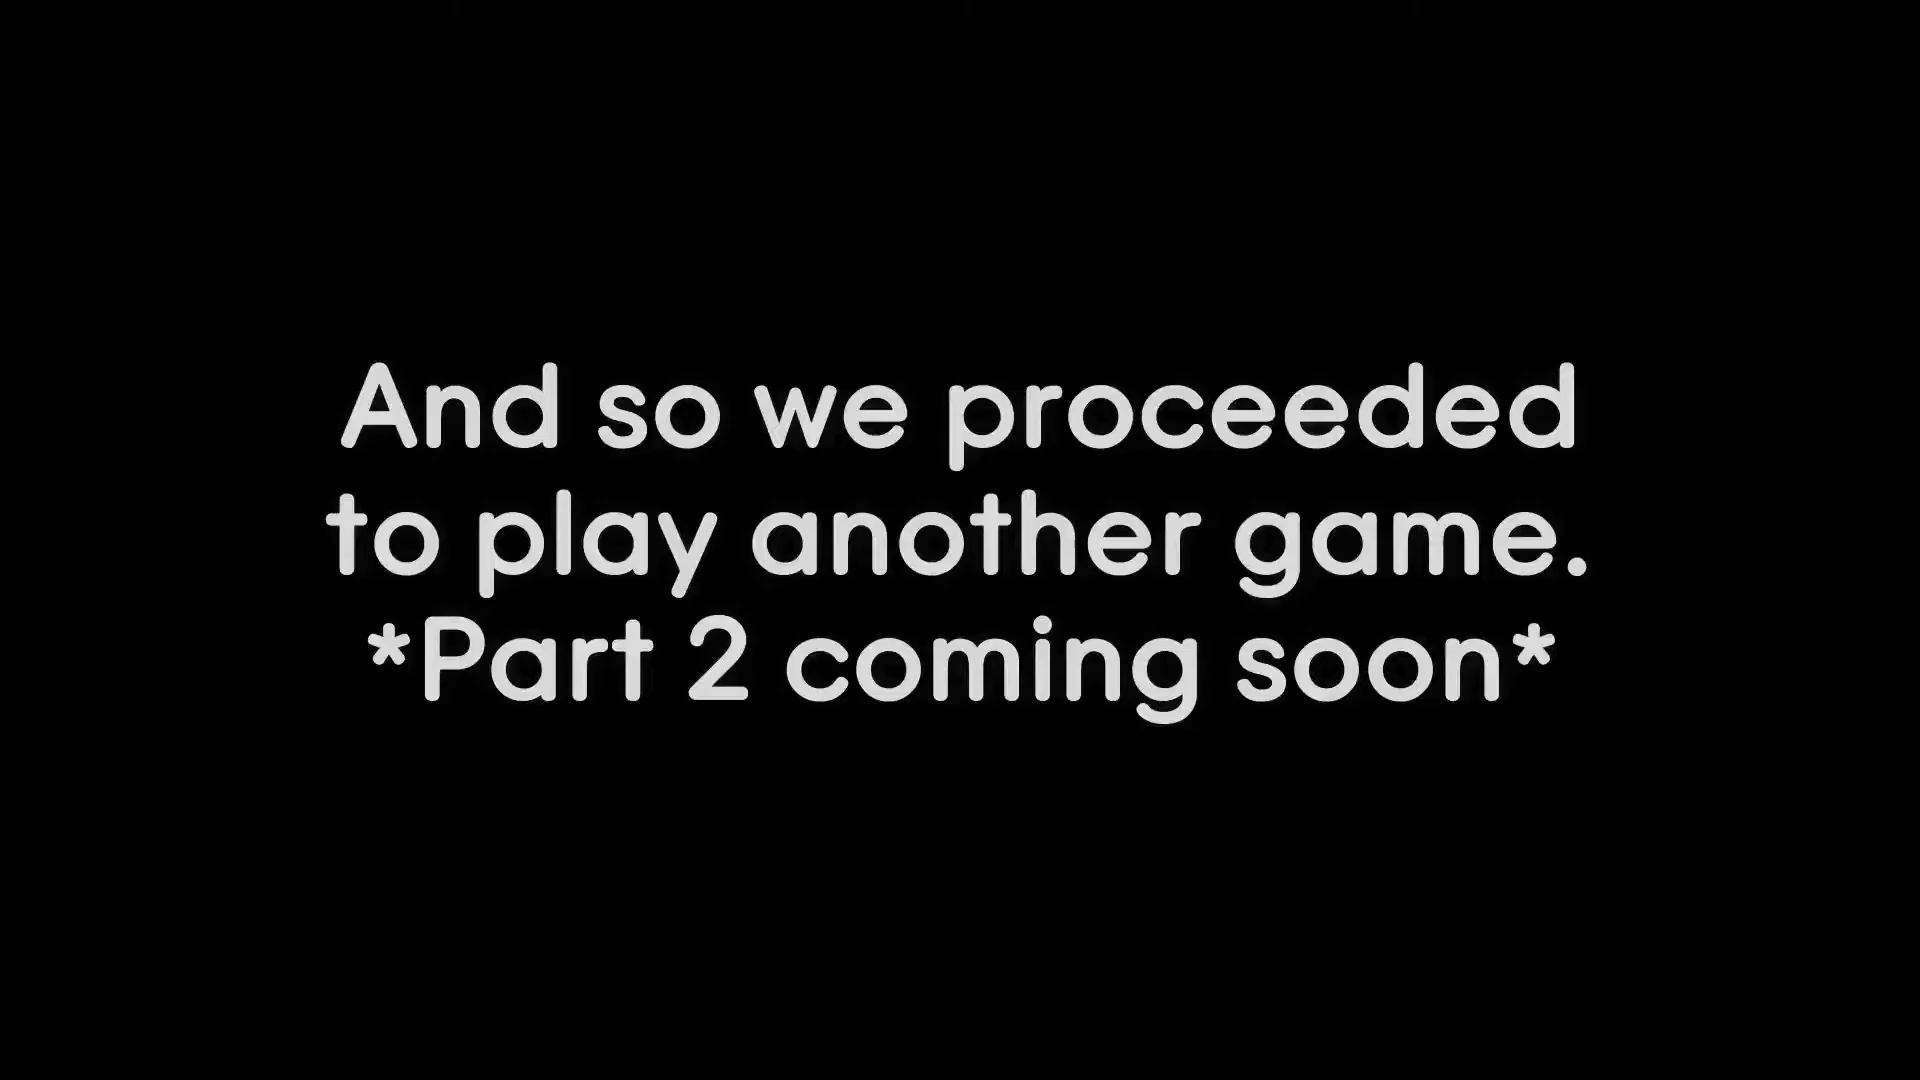 And so we proceeded
to play another game.
*Part 2 coming soon*